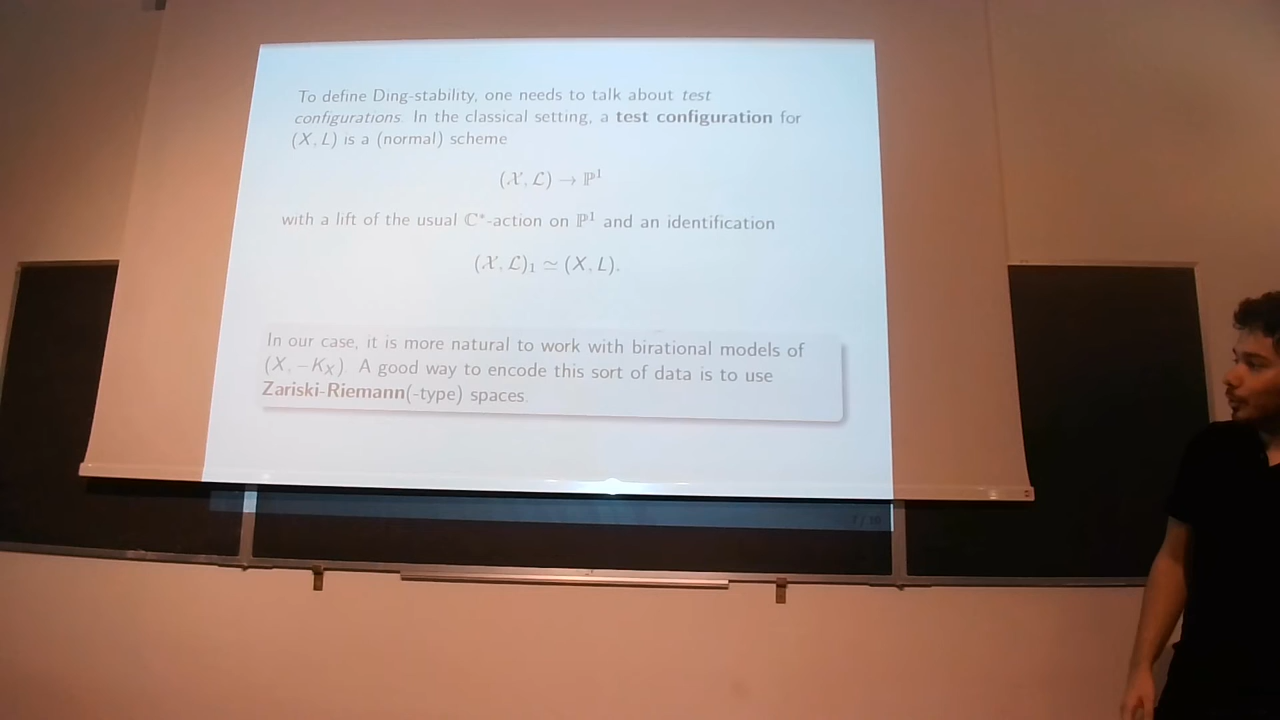 To define Ding-stability, one needs to talk about test
configurations. In the classical setting, a test configuration for
(X, L) is a (normal) scheme
(𝒳, ℒ) → ℙ¹
with a lift of the usual ℂ*-action on ℙ¹ and an identification
(𝒳, ℒ)₁ ≃ (X, L).
In our case, it is more natural to work with birational models of
(X, −K_X). A good way to encode this sort of data is to use
Zariski-Riemann(-type) spaces.